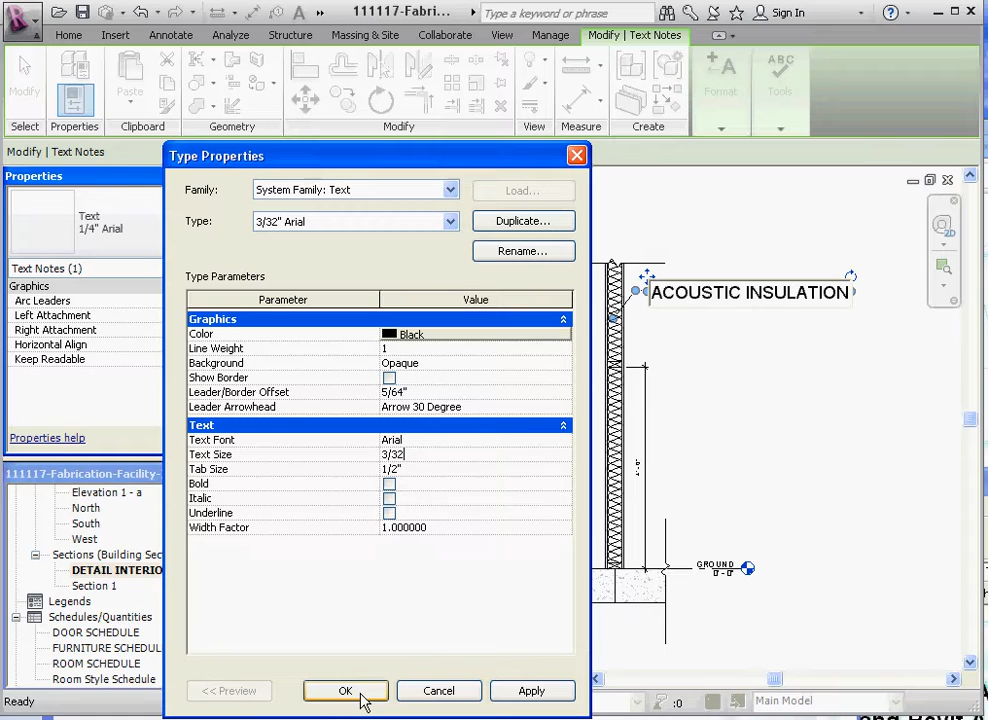 111117-Fabri...
Type a keyword or phrase
Sign In
Home
Insert
Annotate
Analyze
Structure
Massing & Site
Collaborate
View
Manage
Modify | Text Notes
Modify
Paste
Format
Tools
Select
Properties
Clipboard
Geometry
Modify
View
Measure
Create
Modify | Text Notes
Properties
Text
1/4" Arial
Text Notes (1)
Graphics
Arc Leaders
Left Attachment
Right Attachment
Horizontal Align
Keep Readable
Properties help
111117-Fabrication-Facility-
Elevation 1 - a
North
South
West
Sections (Building Sec
DETAIL INTERIO
Section 1
Legends
Schedules/Quantities
DOOR SCHEDULE
FURNITURE SCHED
ROOM SCHEDULE
Room Style Schedule
Ready
Type Properties
Family:
System Family: Text
Load...
Type:
3/32" Arial
Duplicate...
Rename...
Type Parameters
Parameter Value
Graphics
Color Black
Line Weight 1
Background Opaque
Show Border
Leader/Border Offset 5/64"
Leader Arrowhead Arrow 30 Degree
Text
Text Font Arial
Text Size 3/32
Tab Size 1/2"
Bold
Italic
Underline
Width Factor 1.000000
<< Preview
OK
Cancel
Apply
ACOUSTIC INSULATION
GROUND
0' - 0"
2D
:0
Main Model